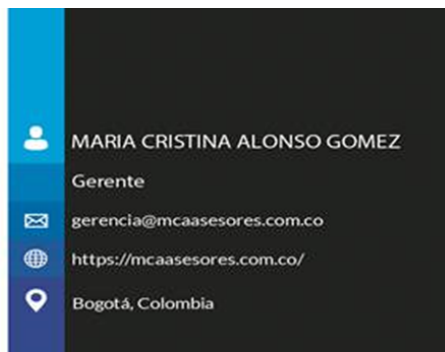 MARIA CRISTINA ALONSO GOMEZ
Gerente
gerencia@mcaasesores.com.co
https://mcaasesores.com.co/
Bogotá, Colombia